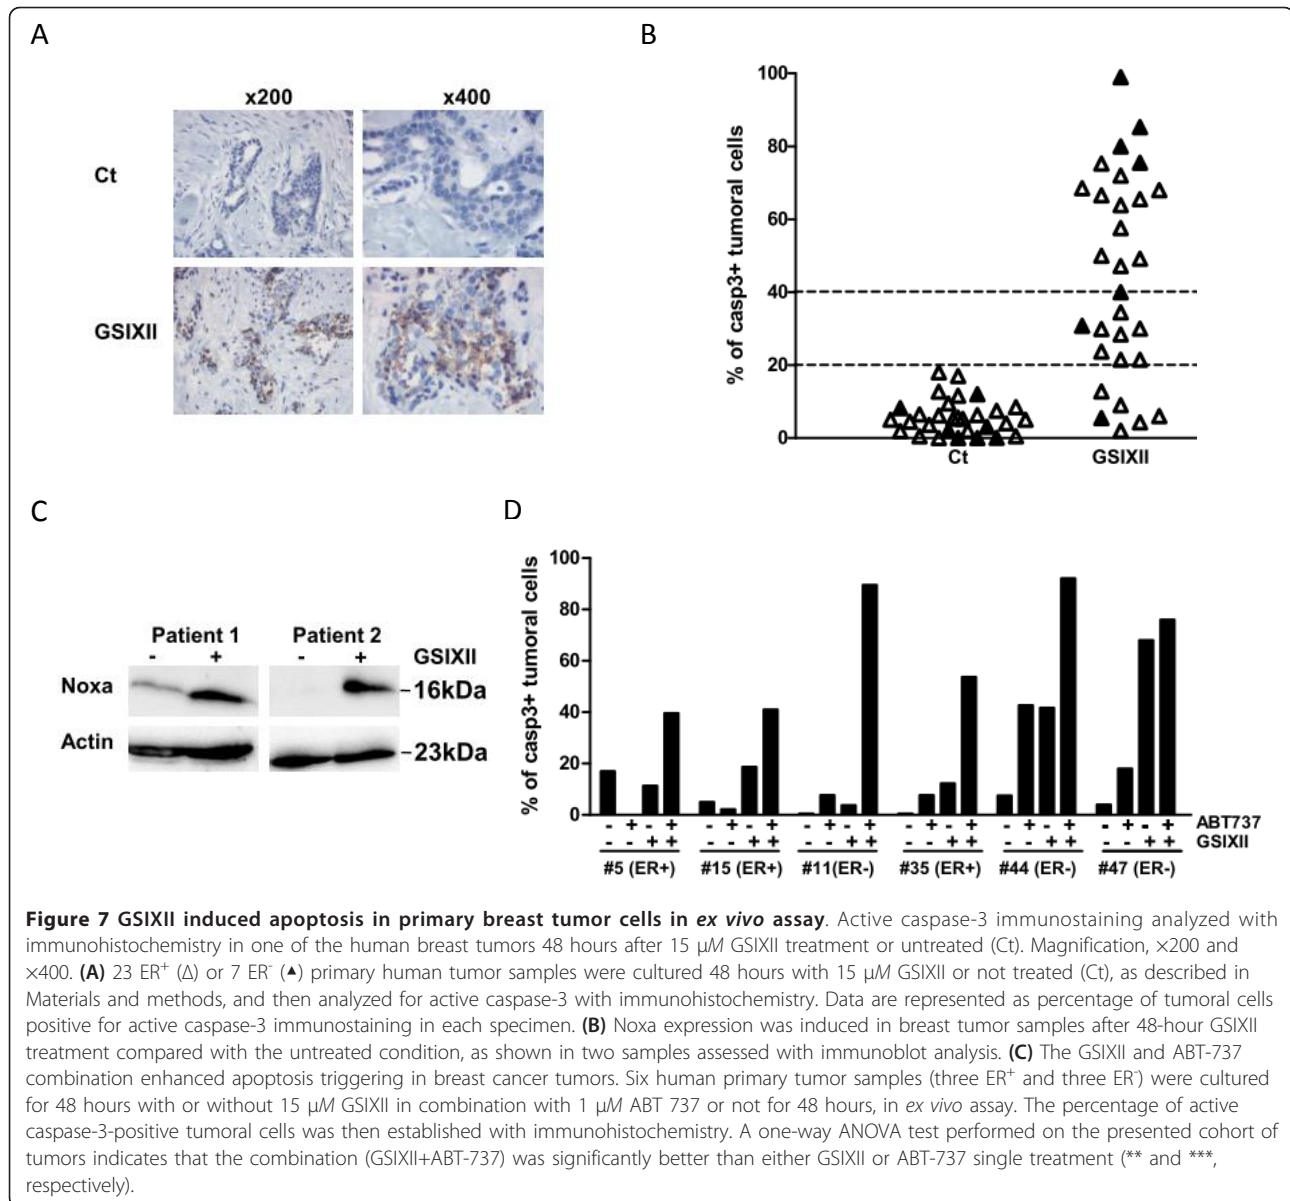 A
x200 x400
Ct
GSIXII
B
% of casp3+ tumoral cells
100
80
60
40
20
0
Ct GSIXII
C
Patient 1 Patient 2
- + - + GSIXII
Noxa -16kDa
Actin -23kDa
D
% of casp3+ tumoral cells
100
80
60
40
20
0
- + - + - + - + - + - + - + - + - + - + - + - + ABT737
- - + + - - + + - - + + - - + + - - + + - - + + GSIXII
#5 (ER+) #15 (ER+) #11(ER-) #35 (ER+) #44 (ER-) #47 (ER-)
Figure 7 GSIXII induced apoptosis in primary breast tumor cells in ex vivo assay. Active caspase-3 immunostaining analyzed with
immunohistochemistry in one of the human breast tumors 48 hours after 15 μM GSIXII treatment or untreated (Ct). Magnification, ×200 and
×400. (A) 23 ER⁺ (Δ) or 7 ER⁻ (▲) primary human tumor samples were cultured 48 hours with 15 μM GSIXII or not treated (Ct), as described in
Materials and methods, and then analyzed for active caspase-3 with immunohistochemistry. Data are represented as percentage of tumoral cells
positive for active caspase-3 immunostaining in each specimen. (B) Noxa expression was induced in breast tumor samples after 48-hour GSIXII
treatment compared with the untreated condition, as shown in two samples assessed with immunoblot analysis. (C) The GSIXII and ABT-737
combination enhanced apoptosis triggering in breast cancer tumors. Six human primary tumor samples (three ER⁺ and three ER⁻) were cultured
for 48 hours with or without 15 μM GSIXII in combination with 1 μM ABT 737 or not for 48 hours, in ex vivo assay. The percentage of active
caspase-3-positive tumoral cells was then established with immunohistochemistry. A one-way ANOVA test performed on the presented cohort of
tumors indicates that the combination (GSIXII+ABT-737) was significantly better than either GSIXII or ABT-737 single treatment (** and ***,
respectively).